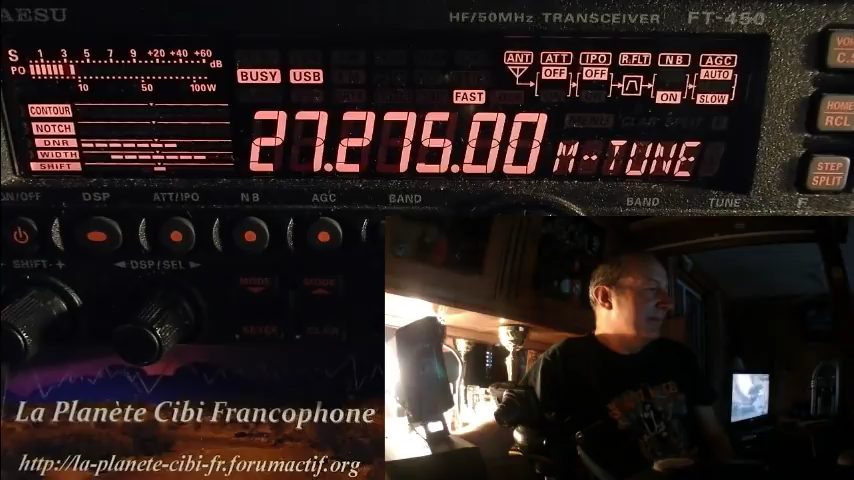 AESU
HF/50MHz TRANSCEIVER FT-450
S 1 3 5 7 9 +20 +40 +60 dB
PO 10 50 100W
BUSY USB
FAST
ANT ATT IPO R.FLT NB AGC
OFF OFF AUTO
ON SLOW
CONTOUR
NOTCH
DNR
WIDTH
SHIFT
27.275.00 M-TUNE
HOME
RCL
STEP
SPLIT
ON/OFF DSP ATT/IPO NB AGC BAND BAND TUNE F
- SHIFT - + ◄DSP/SEL►
MODE MODE
La Planète Cibi Francophone
http://la-planete-cibi-fr.forumactif.org